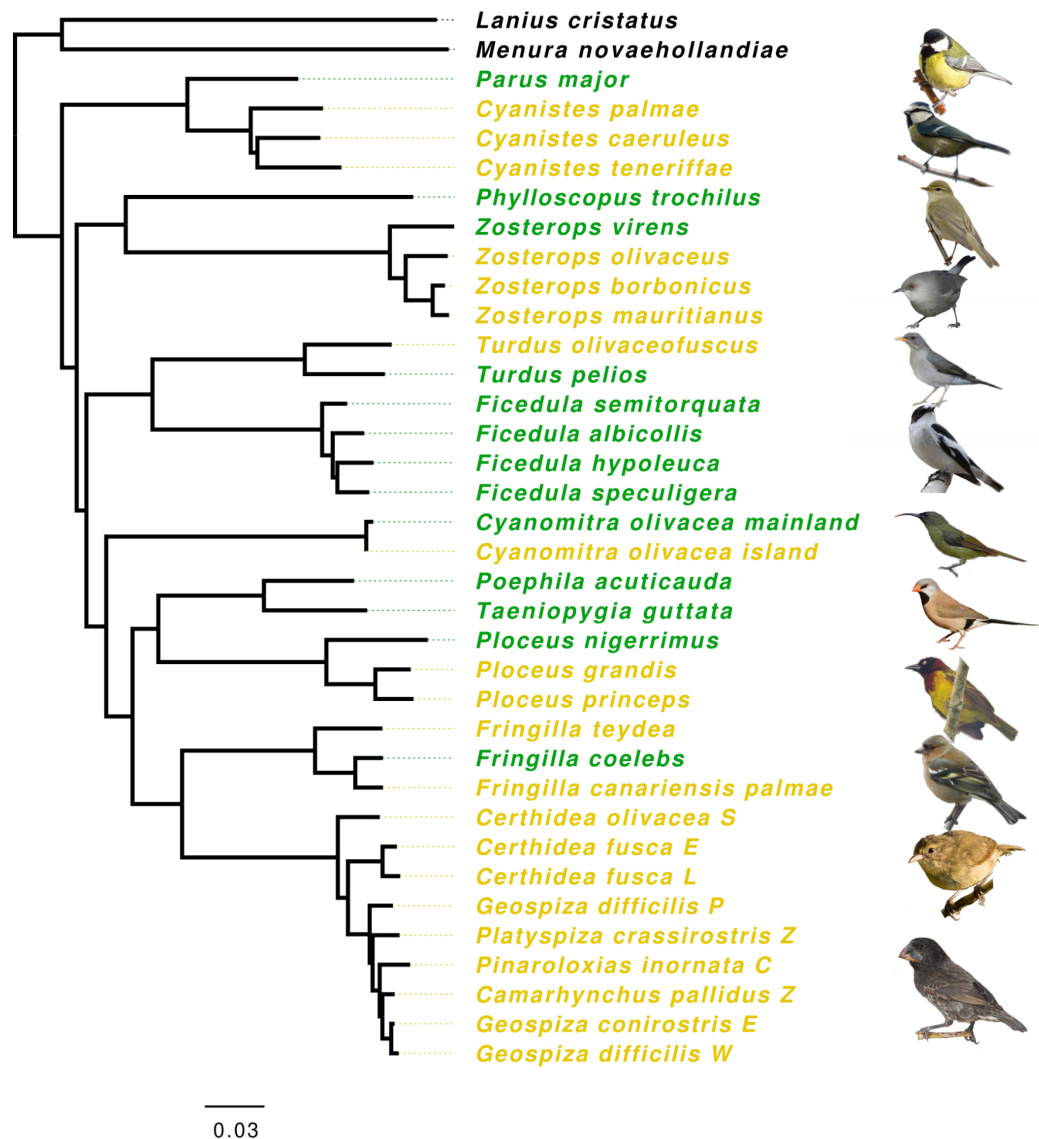 Lanius cristatus
Menura novaehollandiae
Parus major
Cyanistes palmae
Cyanistes caeruleus
Cyanistes teneriffae
Phylloscopus trochilus
Zosterops virens
Zosterops olivaceus
Zosterops borbonicus
Zosterops mauritianus
Turdus olivaceofuscus
Turdus pelios
Ficedula semitorquata
Ficedula albicollis
Ficedula hypoleuca
Ficedula speculigera
Cyanomitra olivacea mainland
Cyanomitra olivacea island
Poephila acuticauda
Taeniopygia guttata
Ploceus nigerrimus
Ploceus grandis
Ploceus princeps
Fringilla teydea
Fringilla coelebs
Fringilla canariensis palmae
Certhidea olivacea S
Certhidea fusca E
Certhidea fusca L
Geospiza difficilis P
Platyspiza crassirostris Z
Pinaroloxias inornata C
Camarhynchus pallidus Z
Geospiza conirostris E
Geospiza difficilis W
0.03